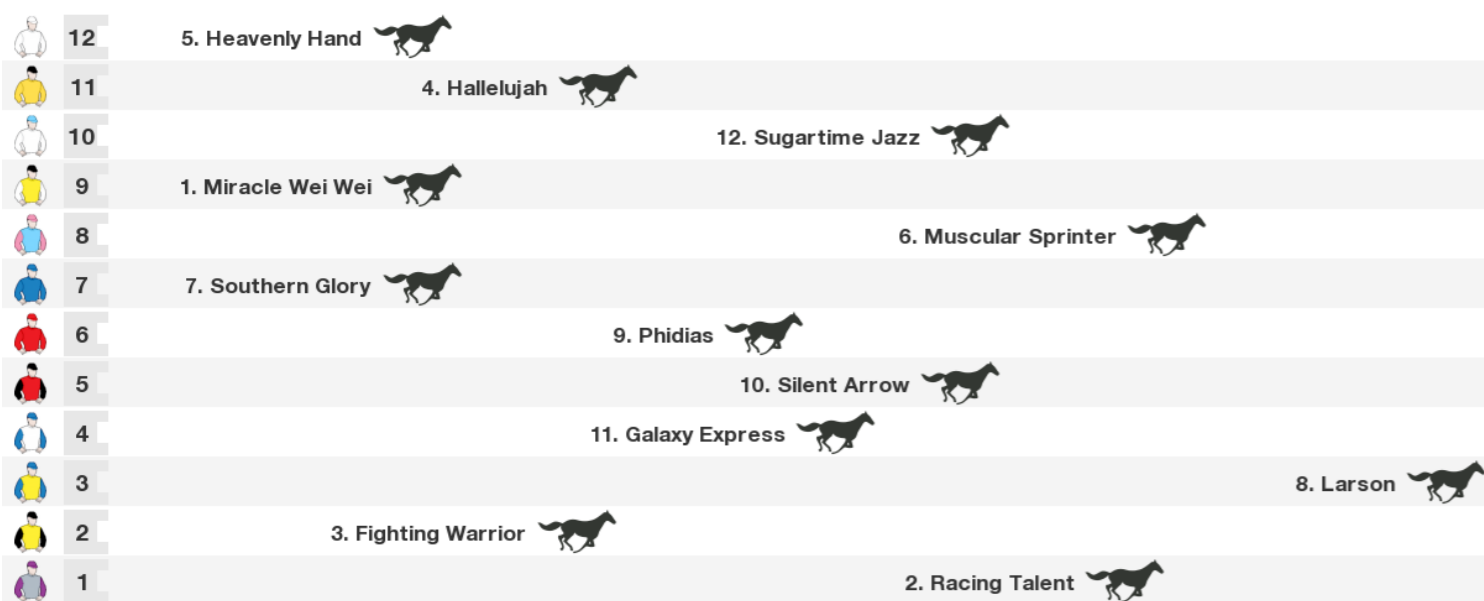 12 5. Heavenly Hand
11 4. Hallelujah
10 12. Sugartime Jazz
9 1. Miracle Wei Wei
8 6. Muscular Sprinter
7 7. Southern Glory
6 9. Phidias
5 10. Silent Arrow
4 11. Galaxy Express
3 8. Larson
2 3. Fighting Warrior
1 2. Racing Talent